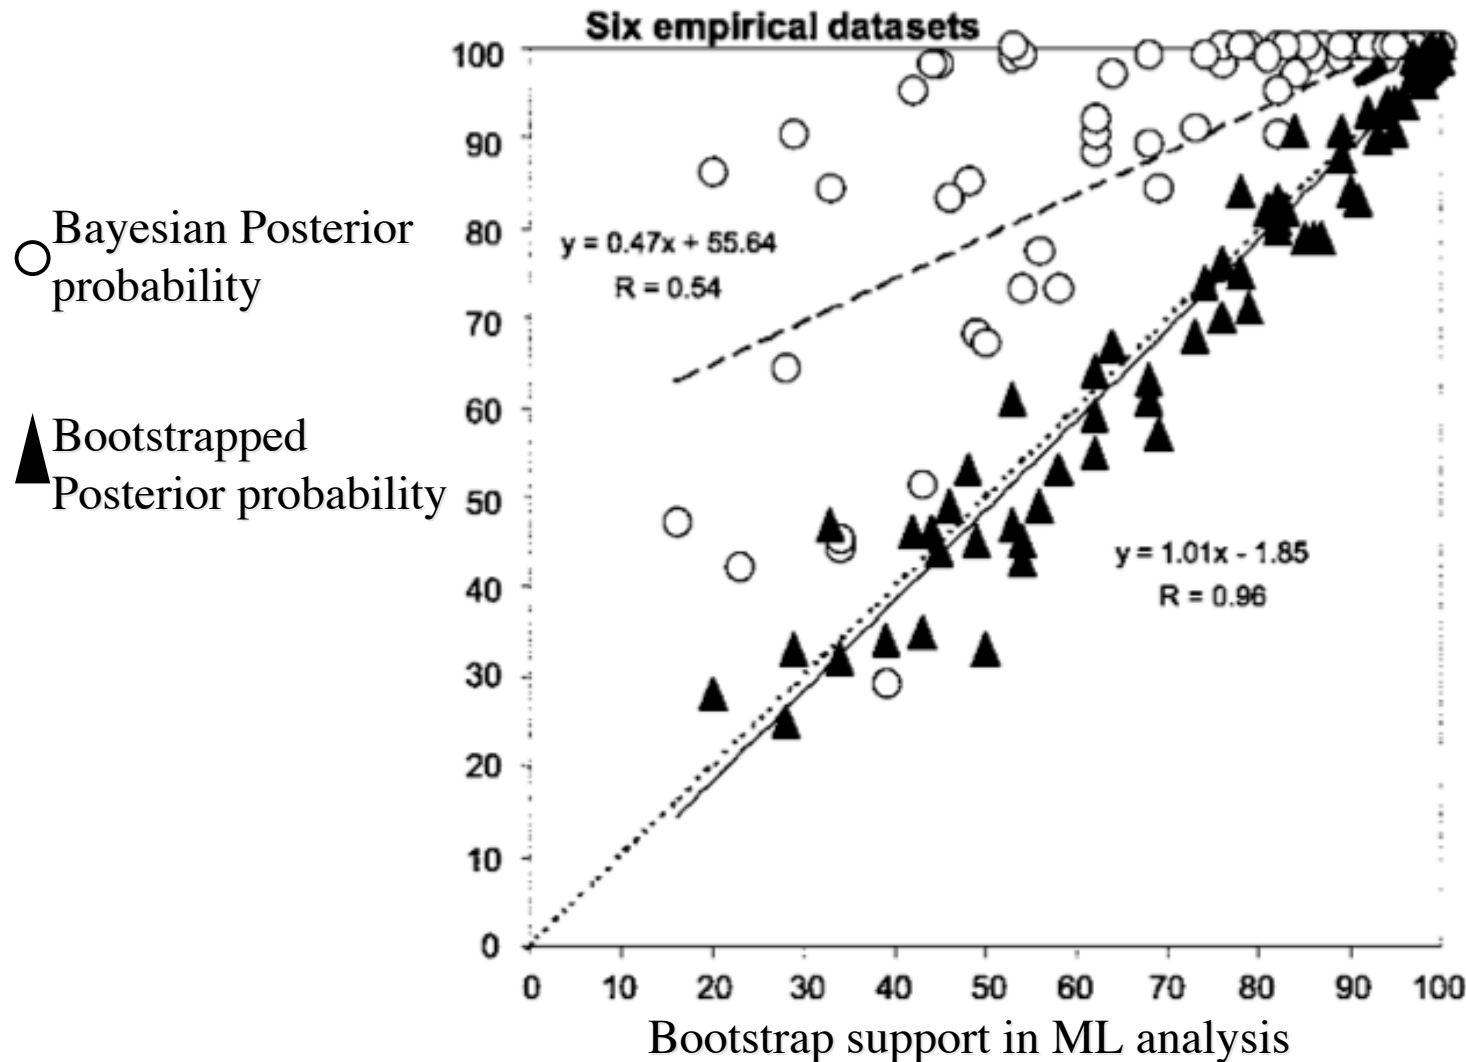 Six empirical datasets
100
90
80
70
60
50
40
30
20
10
0
Bayesian Posterior
probability
Bootstrapped
Posterior probability
y = 0.47x + 55.64
R = 0.54
y = 1.01x - 1.85
R = 0.96
0 10 20 30 40 50 60 70 80 90 100
Bootstrap support in ML analysis